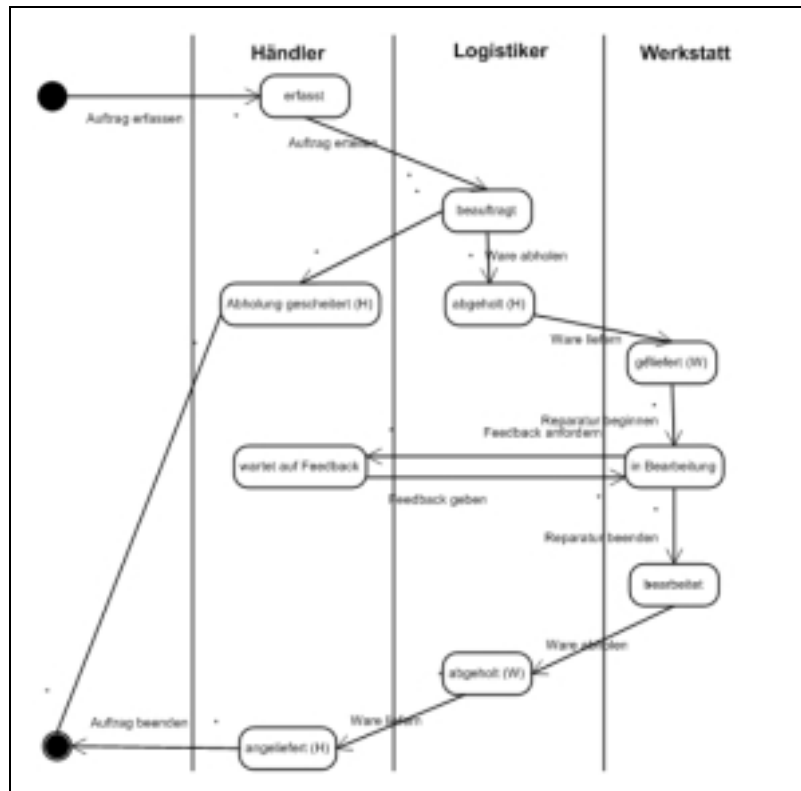 Händler
Logistiker
Werkstatt
erfasst
Auftrag erfassen
Auftrag erteilen
beauftragt
Ware abholen
Abholung gescheitert (H)
abgeholt (H)
Ware liefern
geliefert (W)
Reparatur beginnen
Feedback anfordern
wartet auf Feedback
in Bearbeitung
Feedback geben
Reparatur beenden
bearbeitet
Ware abholen
abgeholt (W)
Ware liefern
Auftrag beenden
angeliefert (H)